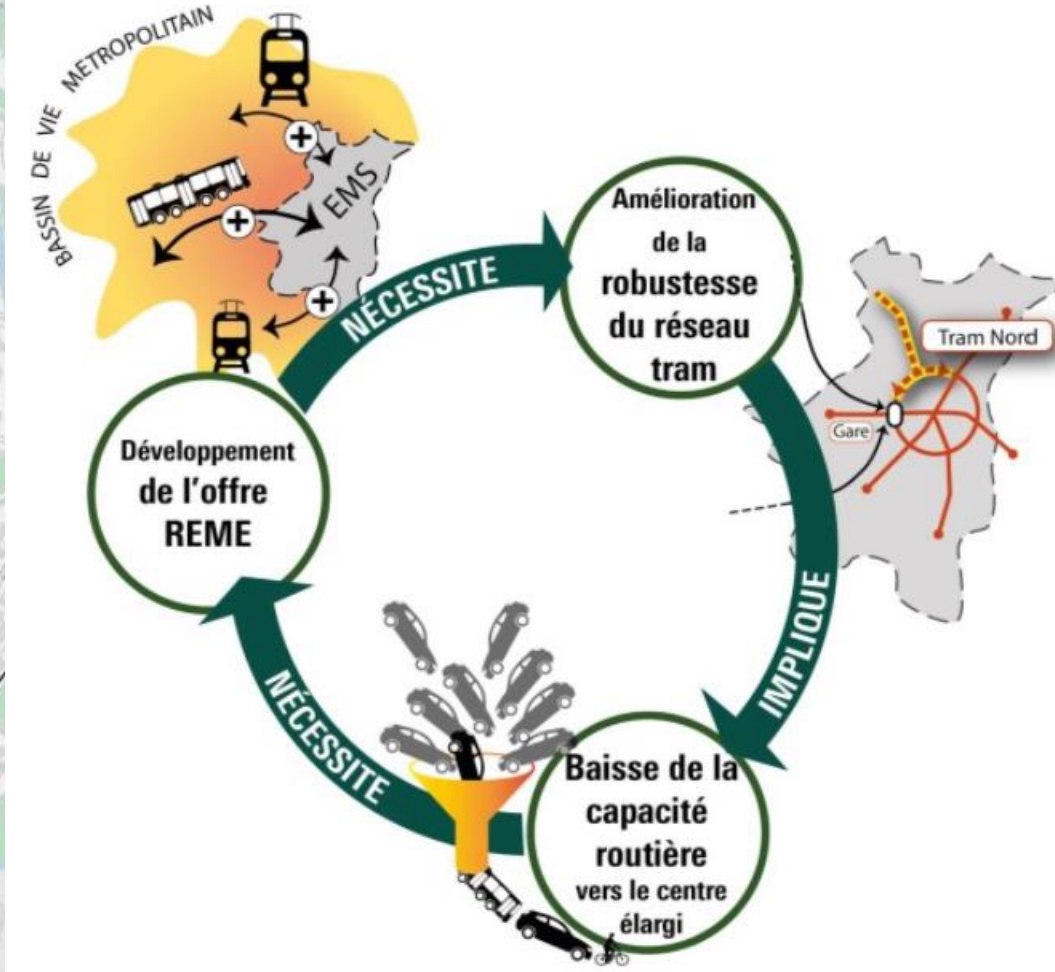 BASSIN DE VIE METROPOLITAIN
EMS
NÉCESSITE
Amélioration
de la
robustesse
du réseau
tram
Tram Nord
Gare
IMPLIQUE
Baisse de la
capacité
routière
vers le centre
élargi
NÉCESSITE
Développement
de l'offre
REME